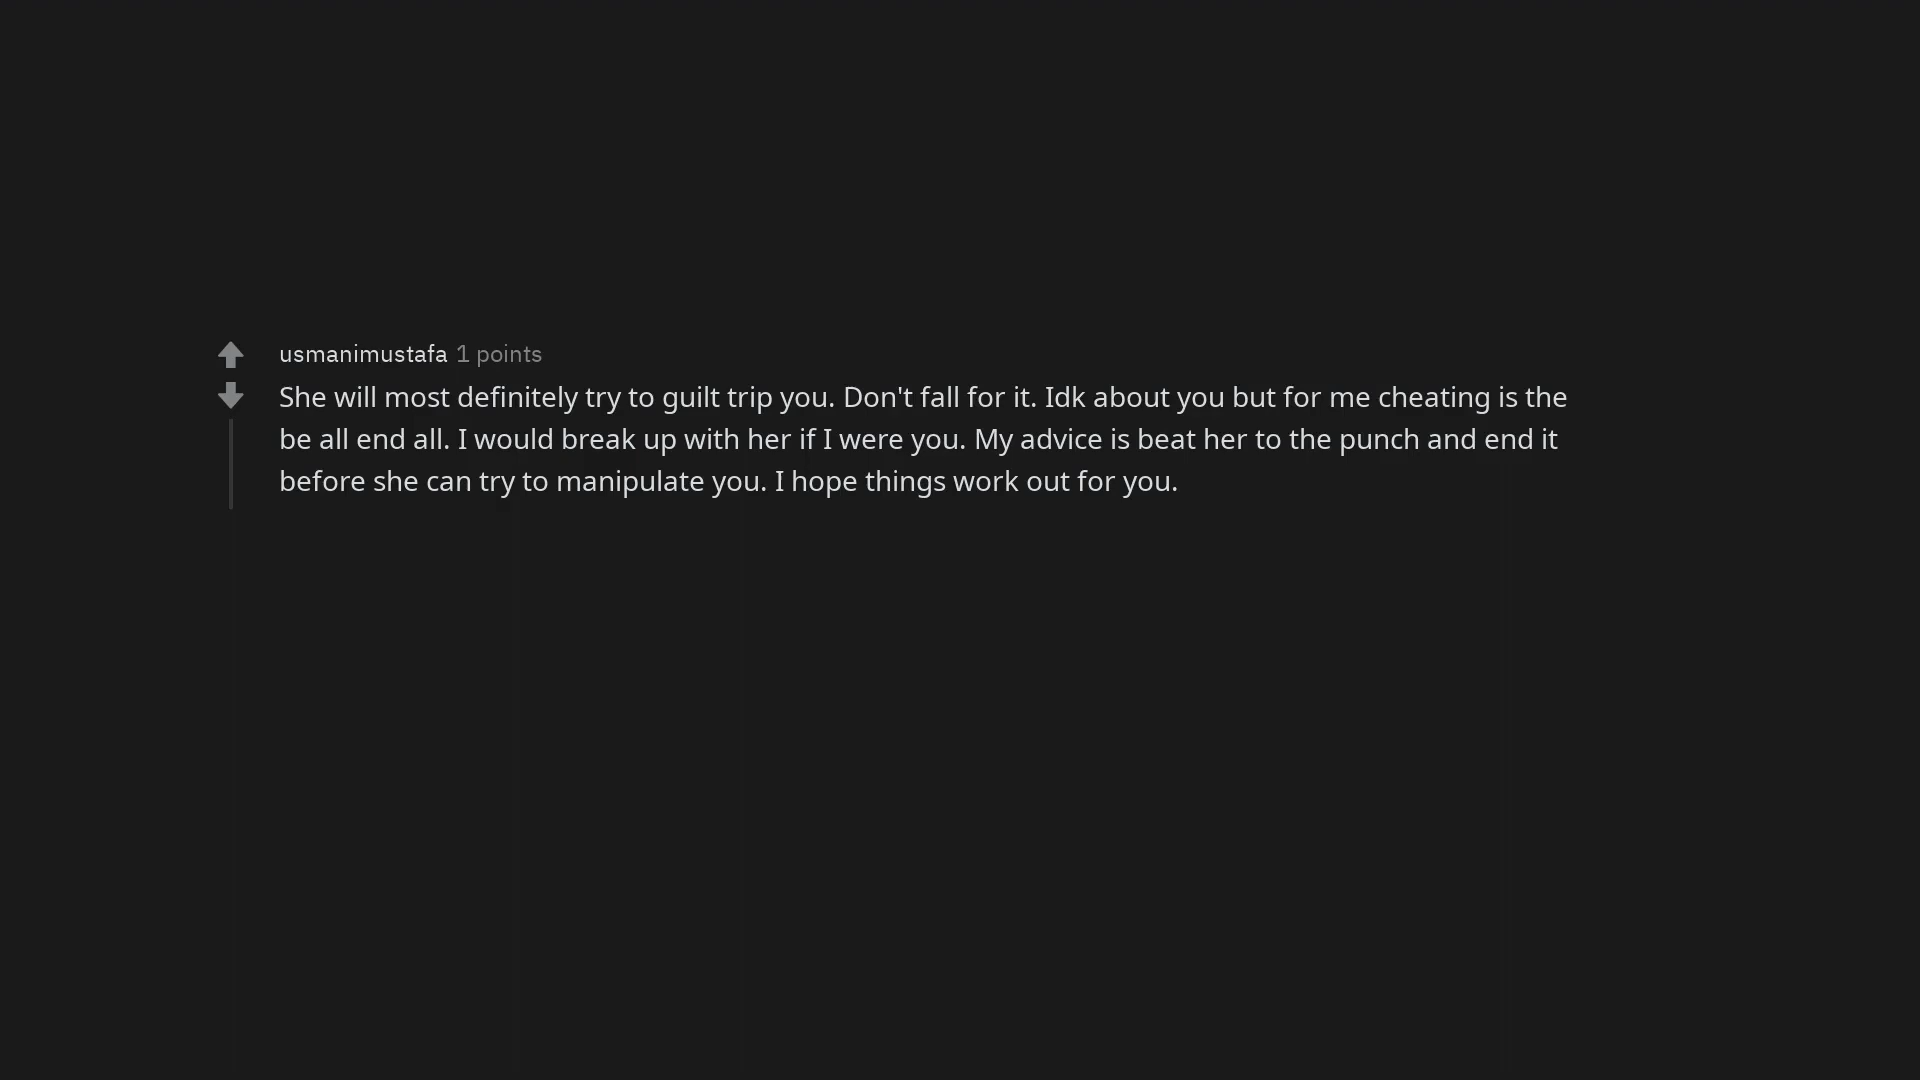 usmanimustafa 1 points
She will most definitely try to guilt trip you. Don't fall for it. Idk about you but for me cheating is the
be all end all. I would break up with her if I were you. My advice is beat her to the punch and end it
before she can try to manipulate you. I hope things work out for you.